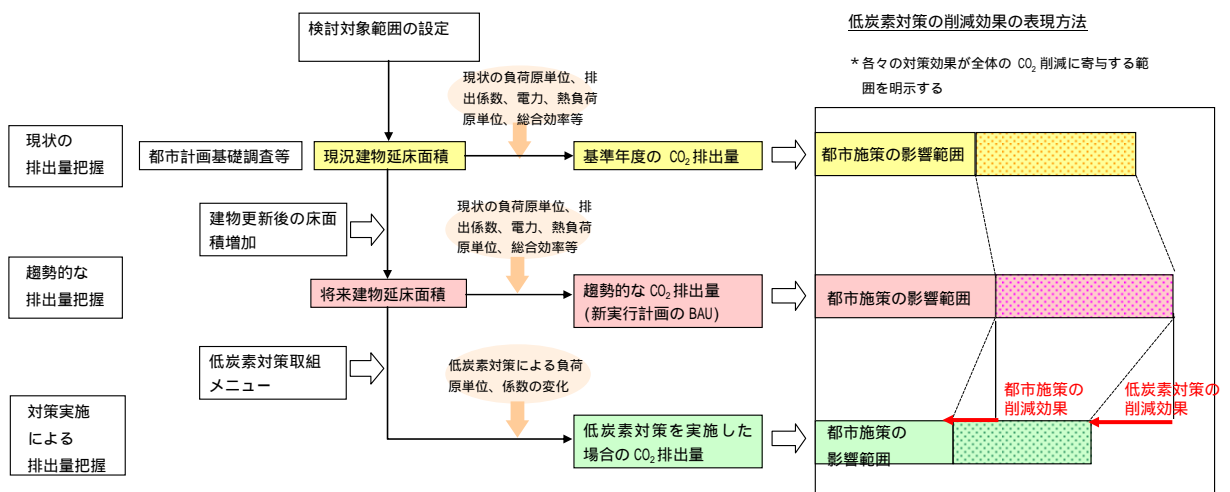 検討対象範囲の設定
低炭素対策の削減効果の表現方法
*各々の対策効果が全体の CO2 削減に寄与する範
囲を明示する
現状の負荷原単位、排
出係数、電力、熱負荷
原単位、総合効率等
現状の
排出量把握
都市計画基礎調査等
現況建物延床面積
基準年度の CO2 排出量
都市施策の影響範囲
建物更新後の床面
積増加
現状の負荷原単位、排
出係数、電力、熱負荷
原単位、総合効率等
趨勢的な
排出量把握
将来建物延床面積
趨勢的な CO2 排出量
(新実行計画の BAU)
都市施策の影響範囲
低炭素対策取組
メニュー
低炭素対策による負荷
原単位、係数の変化
都市施策の
削減効果
低炭素対策の
削減効果
対策実施
による
排出量把握
低炭素対策を実施した
場合の CO2 排出量
都市施策の
影響範囲